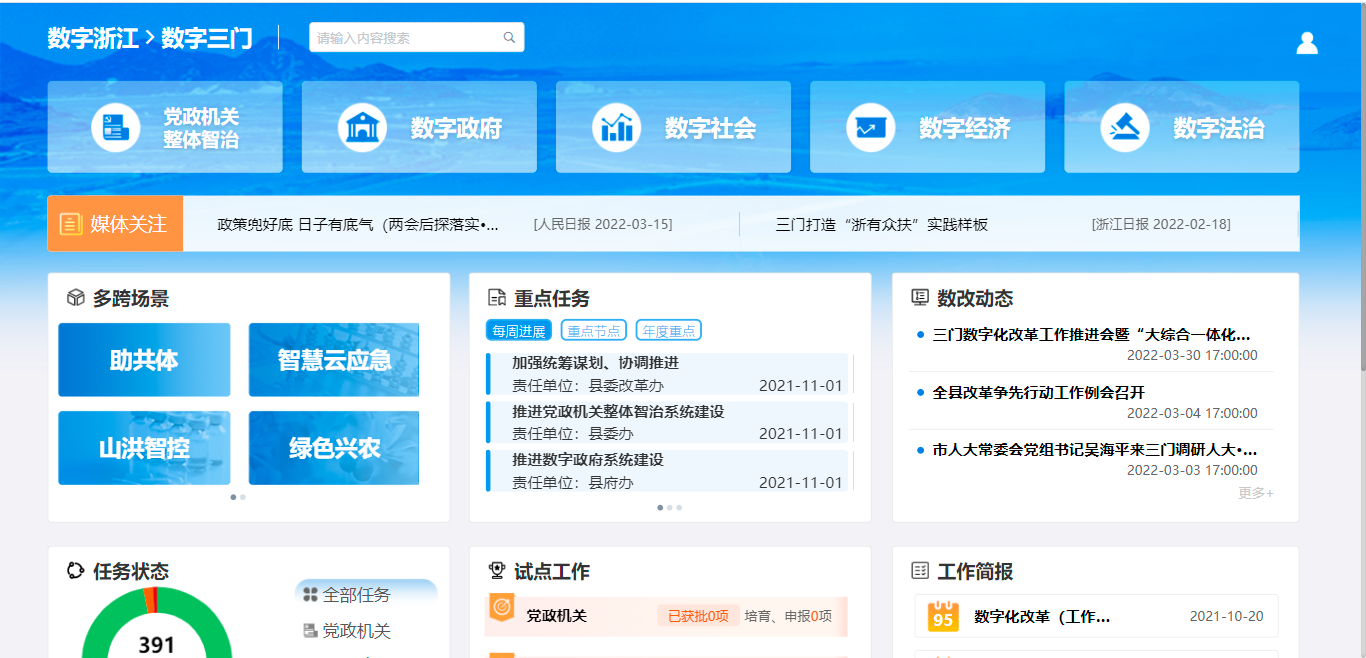 数字浙江 > 数字三门
请输入内容搜索
党政机关
整体智治
数字政府
数字社会
数字经济
数字法治
媒体关注
政策兜好底 日子有底气（两会后探落实•... [人民日报 2022-03-15]
三门打造“浙有众扶”实践样板 [浙江日报 2022-02-18]
多跨场景
助共体
智慧云应急
山洪智控
绿色兴农
重点任务
每周进展 重点节点 年度重点
加强统筹谋划、协调推进
责任单位：县委改革办 2021-11-01
推进党政机关整体智治系统建设
责任单位：县委办 2021-11-01
推进数字政府系统建设
责任单位：县府办 2021-11-01
数改动态
三门数字化改革工作推进会暨“大综合一体化...
2022-03-30 17:00:00
全县改革争先行动工作例会召开
2022-03-04 17:00:00
市人大常委会党组书记吴海平来三门调研人大•...
2022-03-03 17:00:00
更多+
任务状态
391
全部任务
党政机关
试点工作
党政机关 已获批0项 培育、申报0项
工作简报
95
数字化改革（工作... 2021-10-20